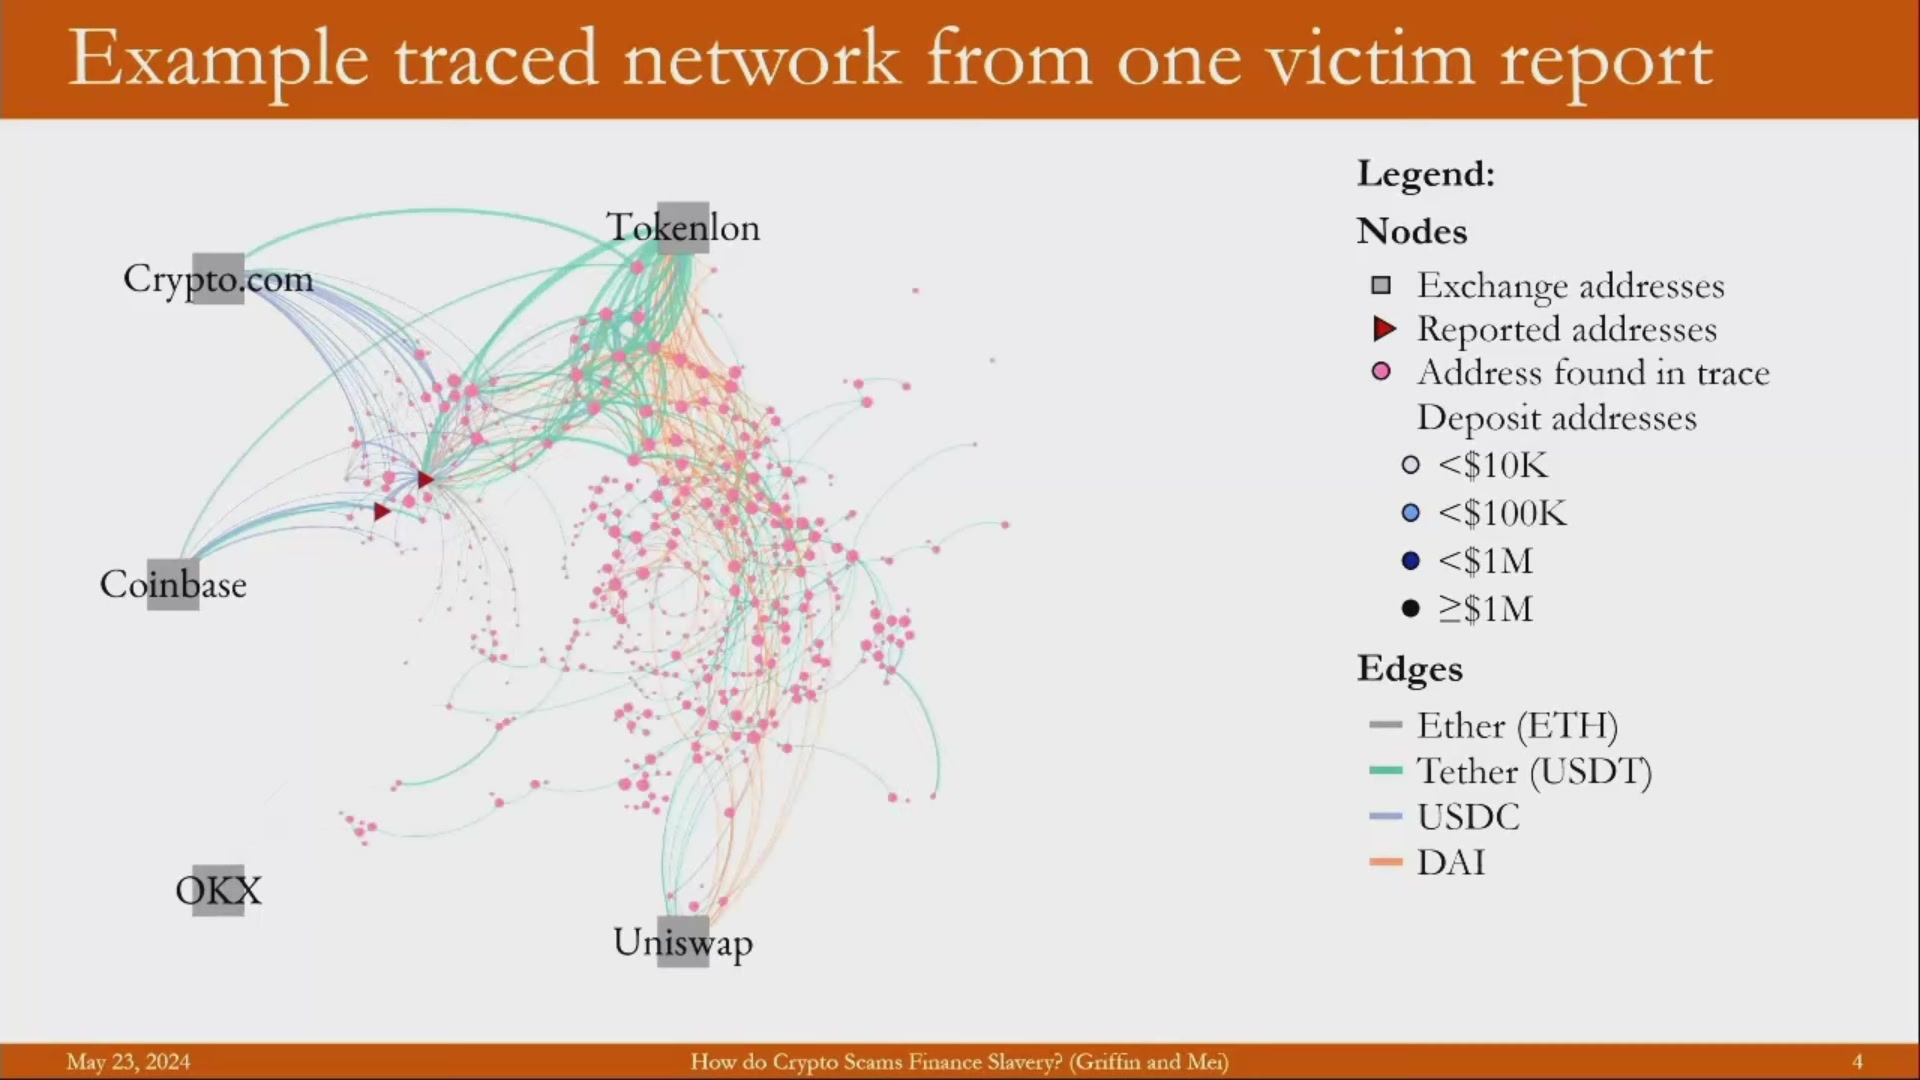 Example traced network from one victim report
Tokenlon
Crypto.com
Coinbase
OKX
Uniswap
Legend:
Nodes
Exchange addresses
Reported addresses
Address found in trace
Deposit addresses
<$10K
<$100K
<$1M
≥$1M
Edges
Ether (ETH)
Tether (USDT)
USDC
DAI
May 23, 2024
How do Crypto Scams Finance Slavery? (Griffin and Mei)
4